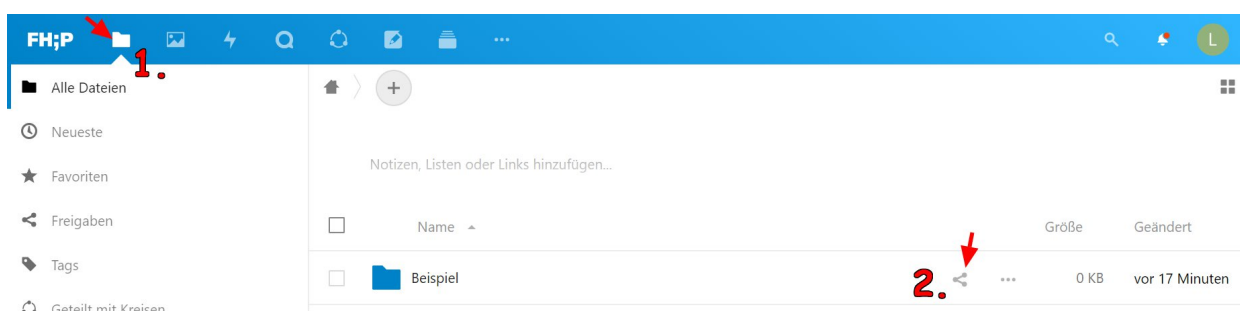 FH;P
1.
L
Alle Dateien
Neueste
Notizen, Listen oder Links hinzufügen...
Favoriten
Freigaben
Name Größe Geändert
Tags
Beispiel 2. 0 KB vor 17 Minuten
Geteilt mit Kreisen